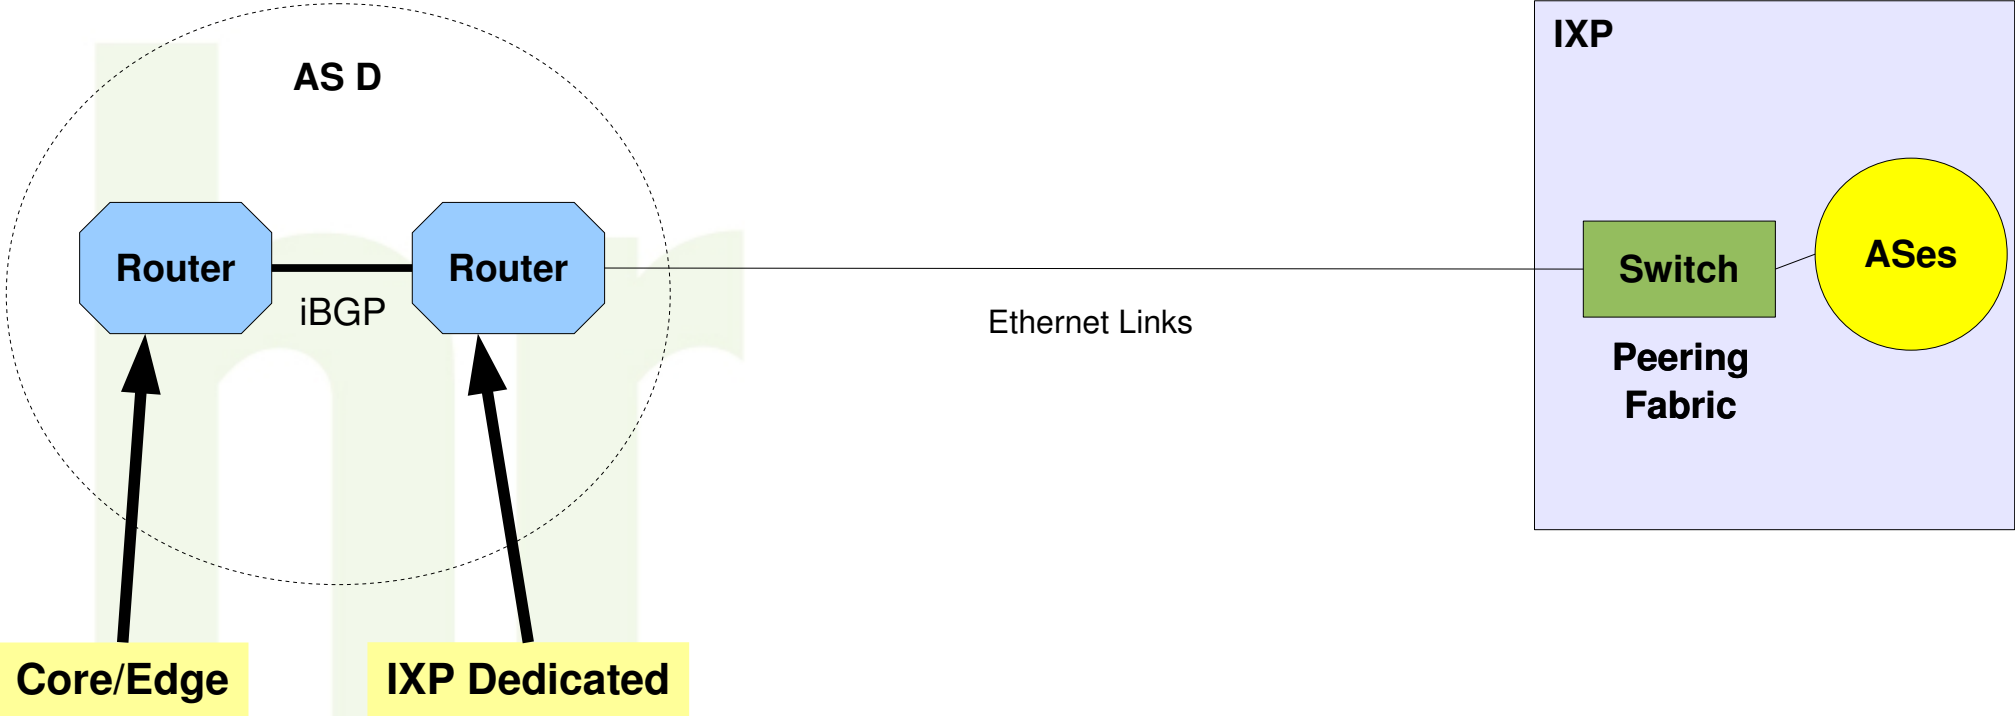 IXP
AS D
Router
Router
Switch
ASes
iBGP
Ethernet Links
Peering
Fabric
Core/Edge
IXP Dedicated